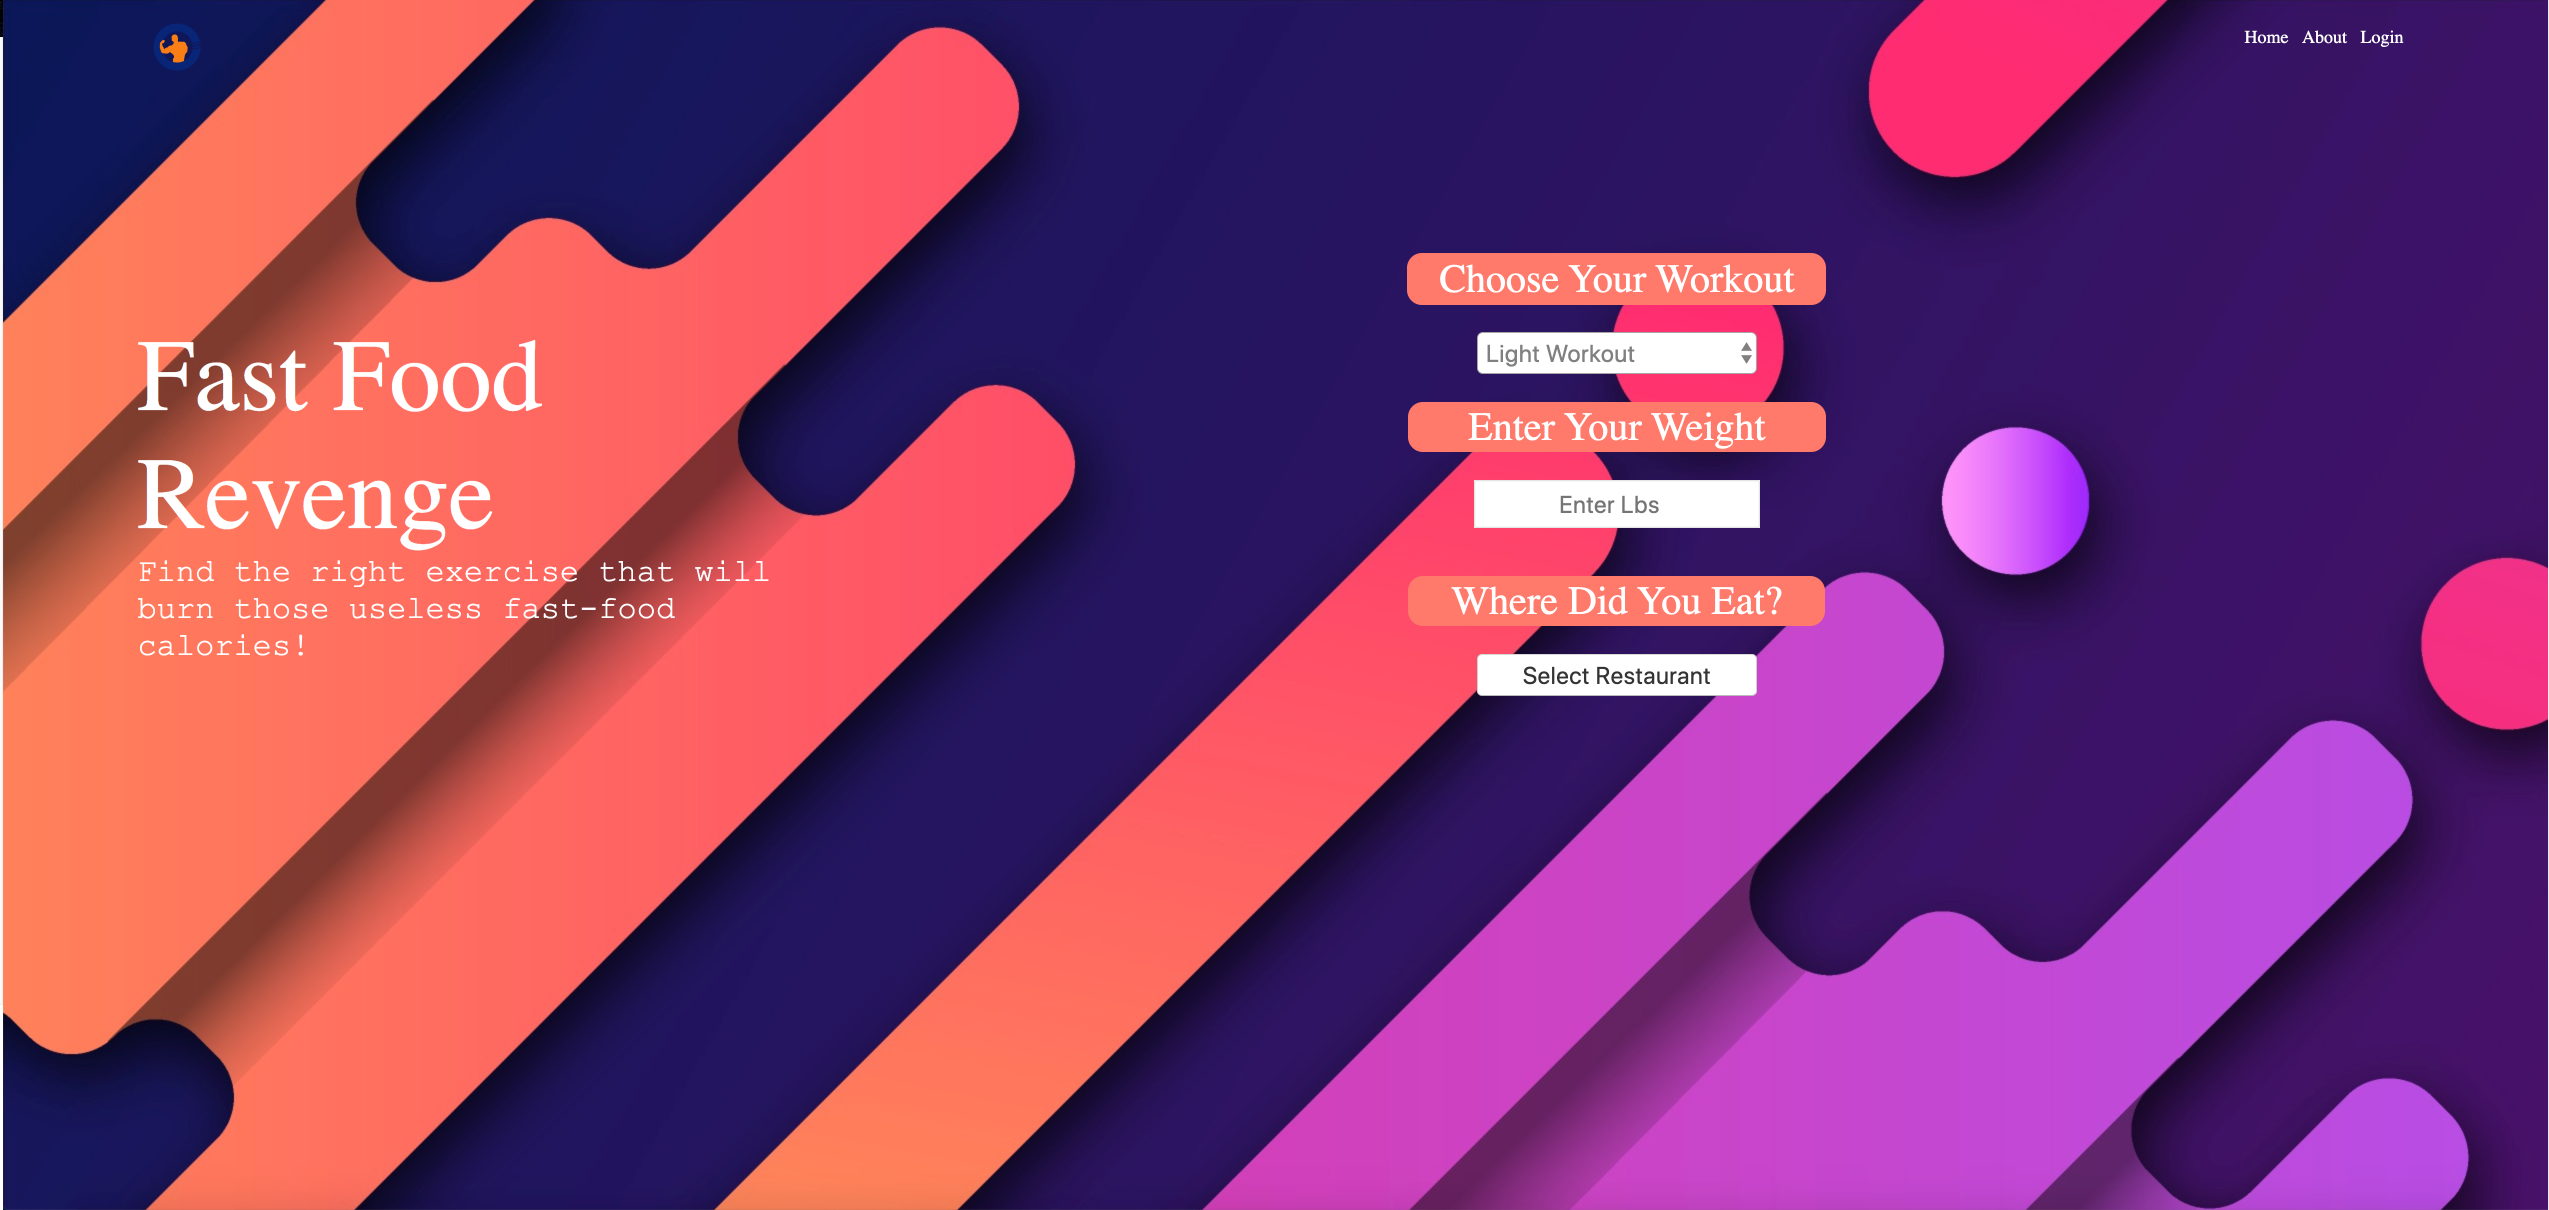 Home About Login
Fast Food
Revenge
Find the right exercise that will
burn those useless fast-food
calories!
Choose Your Workout
Light Workout
Enter Your Weight
Enter Lbs
Where Did You Eat?
Select Restaurant